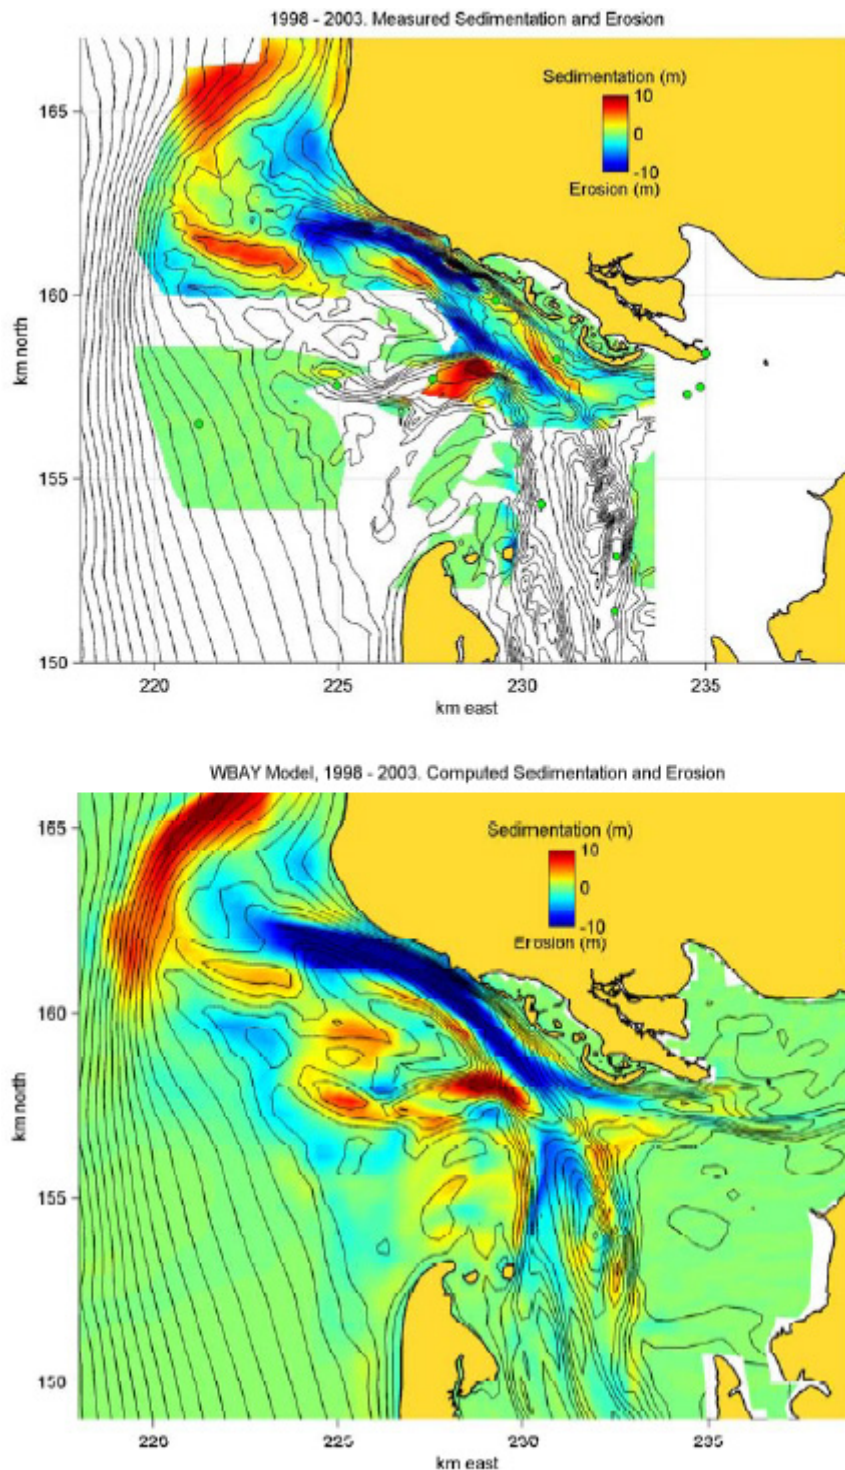 1998 - 2003. Measured Sedimentation and Erosion
Sedimentation (m)
10
0
-10
Erosion (m)
165
160
155
150
km north
220
225
230
235
km east
WBAY Model, 1998 - 2003. Computed Sedimentation and Erosion
Sedimentation (m)
10
0
-10
Erosion (m)
165
160
155
150
km north
220
225
230
235
km east